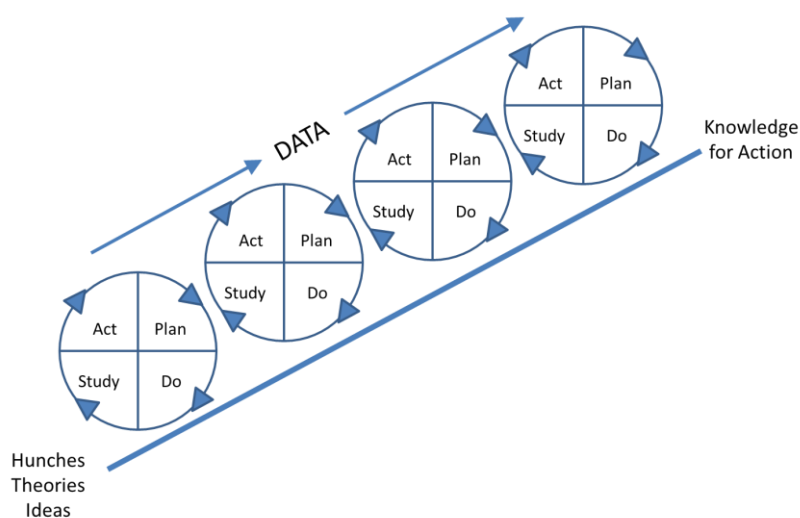 Act Plan
Study Do
Knowledge
for Action
DATA
Act Plan
Study Do
Act Plan
Study Do
Act Plan
Study Do
Hunches
Theories
Ideas